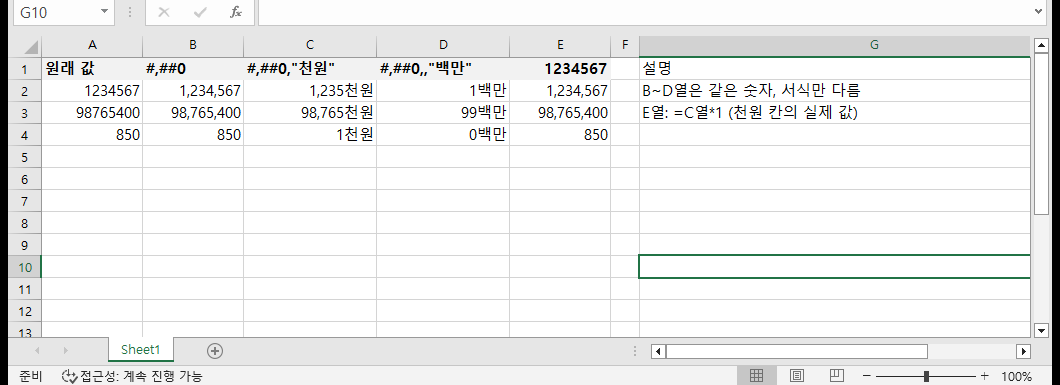 G10 fx
A B C D E F G
1 원래 값 #,##0 #,##0,"천원" #,##0,,"백만" 1234567 설명
2 1234567 1,234,567 1,235천원 1백만 1,234,567 B~D열은 같은 숫자, 서식만 다름
3 98765400 98,765,400 98,765천원 99백만 98,765,400 E열: =C열*1 (천원 칸의 실제 값)
4 850 850 1천원 0백만 850
5
6
7
8
9
10
11
12
13
Sheet1
준비 접근성: 계속 진행 가능 100%